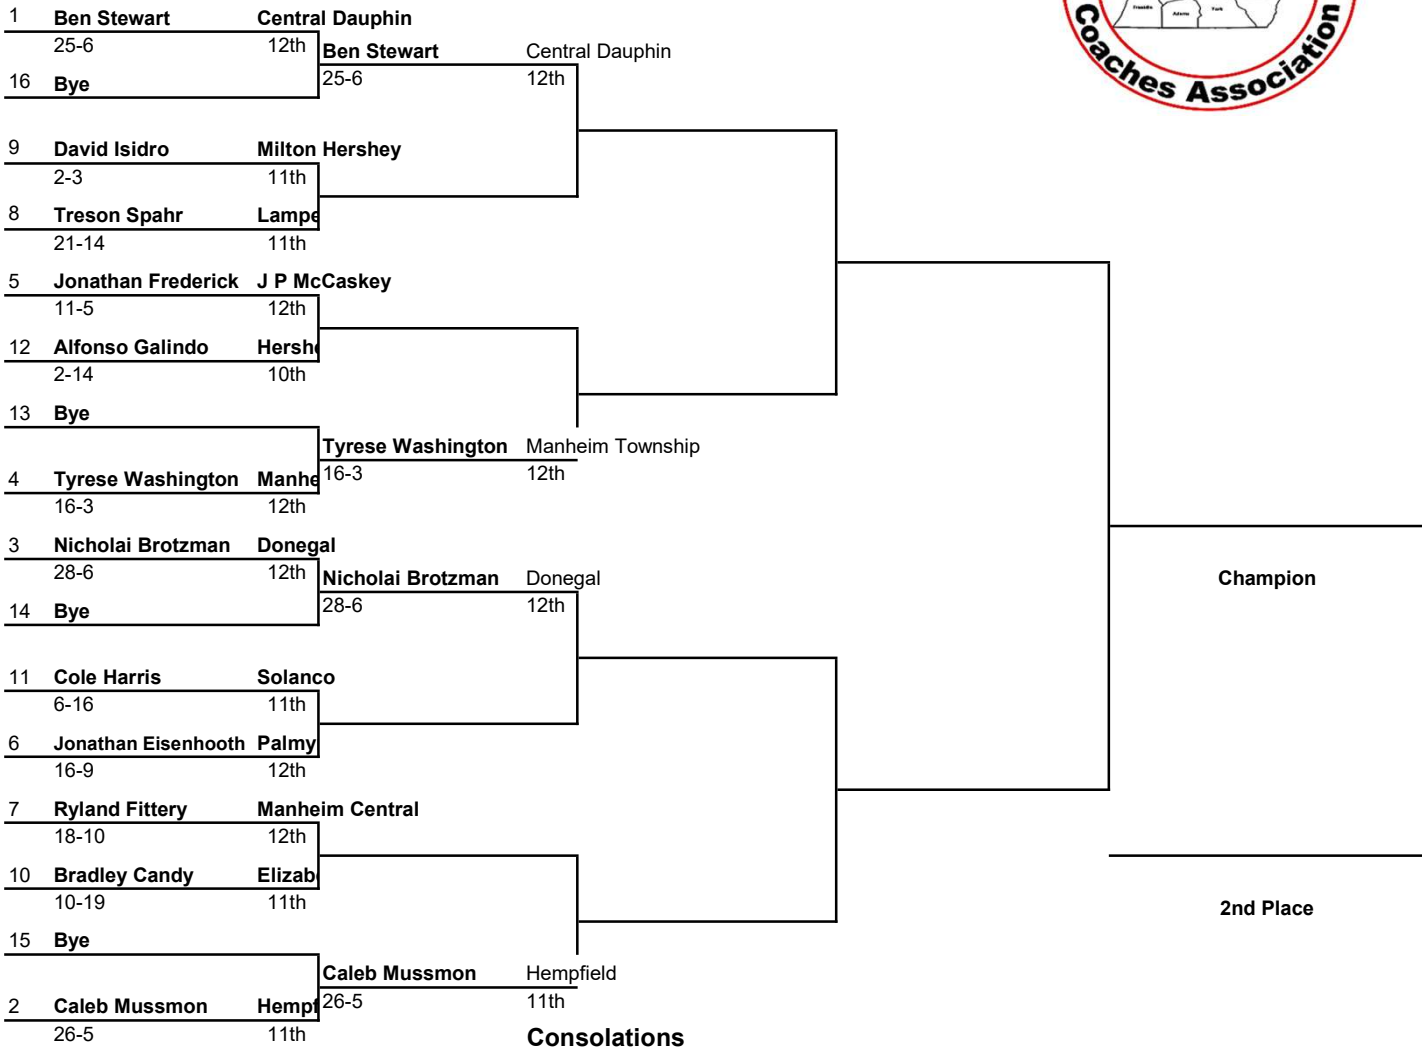 Coaches Association
1 Ben Stewart Central Dauphin
25-6 12th
Ben Stewart Central Dauphin
25-6 12th
16 Bye
9 David Isidro Milton Hershey
2-3 11th
8 Treson Spahr Lampe
21-14 11th
5 Jonathan Frederick J P McCaskey
11-5 12th
12 Alfonso Galindo Hersh
2-14 10th
13 Bye
Tyrese Washington Manheim Township
16-3 12th
4 Tyrese Washington Manhe
16-3 12th
3 Nicholai Brotzman Donegal
28-6 12th
Nicholai Brotzman Donegal
28-6 12th
14 Bye
Champion
11 Cole Harris Solanco
6-16 11th
6 Jonathan Eisenhooth Palmy
16-9 12th
7 Ryland Fittery Manheim Central
18-10 12th
10 Bradley Candy Elizab
10-19 11th
2nd Place
15 Bye
Caleb Mussmon Hempfield
26-5 11th
2 Caleb Mussmon Hempf
26-5 11th
Consolations